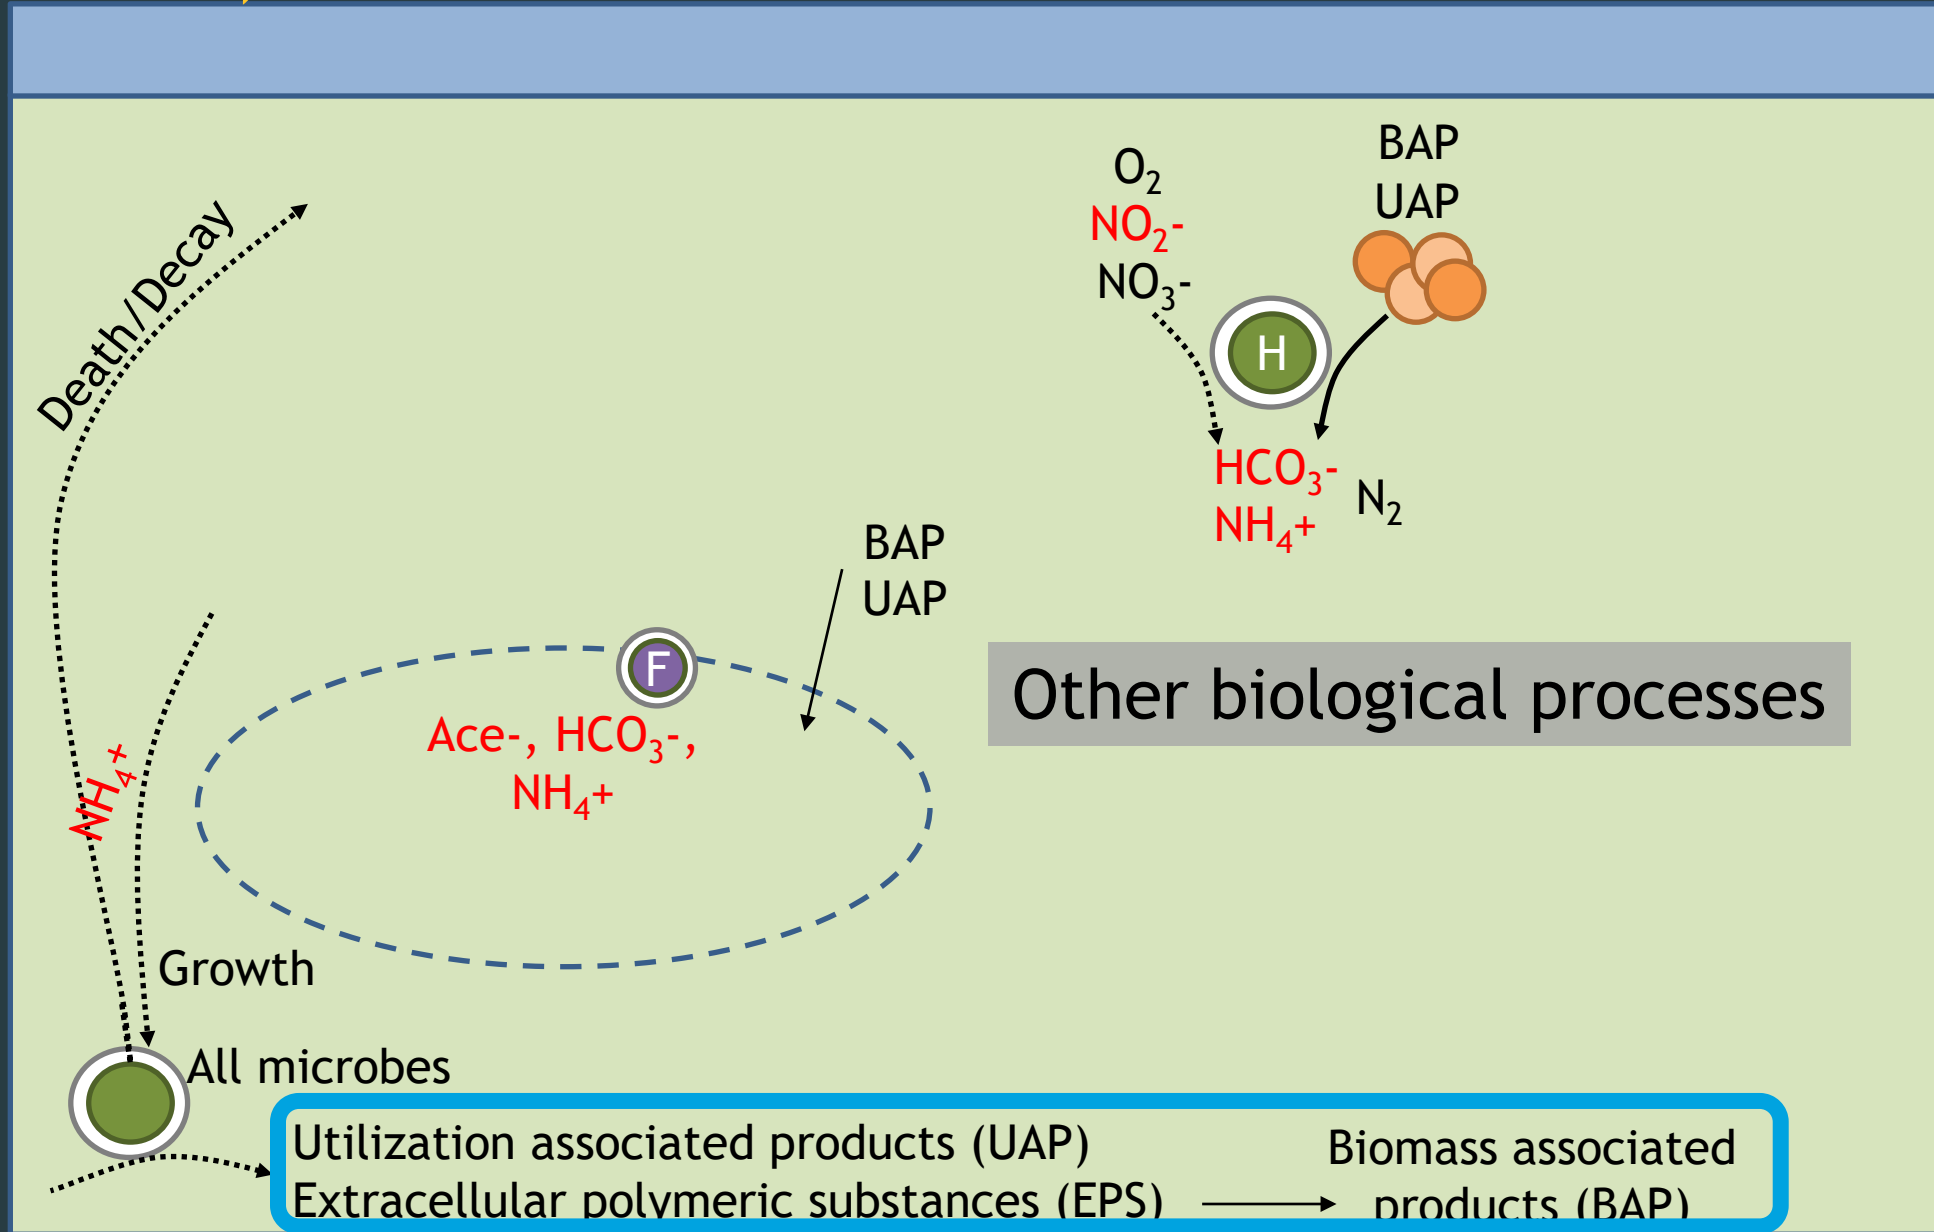 BAP
UAP
O₂
NO₂-
NO₃-
H
HCO₃-
NH₄+
N₂
Death/Decay
BAP
UAP
F
Ace-, HCO₃-,
NH₄+
Other biological processes
NH₄+
Growth
All microbes
Utilization associated products (UAP)
Extracellular polymeric substances (EPS)
Biomass associated
products (BAP)